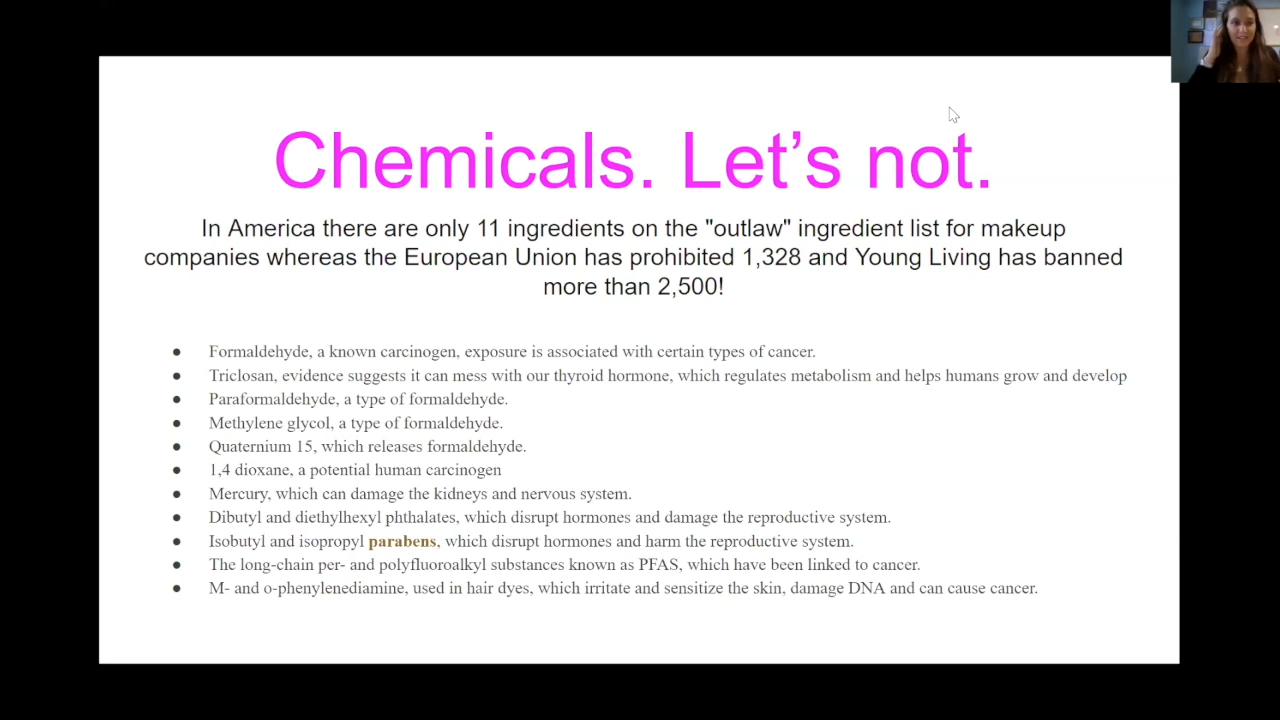 Chemicals. Let’s not.
In America there are only 11 ingredients on the "outlaw" ingredient list for makeup
companies whereas the European Union has prohibited 1,328 and Young Living has banned
more than 2,500!
● Formaldehyde, a known carcinogen, exposure is associated with certain types of cancer.
● Triclosan, evidence suggests it can mess with our thyroid hormone, which regulates metabolism and helps humans grow and develop
● Paraformaldehyde, a type of formaldehyde.
● Methylene glycol, a type of formaldehyde.
● Quaternium 15, which releases formaldehyde.
● 1,4 dioxane, a potential human carcinogen
● Mercury, which can damage the kidneys and nervous system.
● Dibutyl and diethylhexyl phthalates, which disrupt hormones and damage the reproductive system.
● Isobutyl and isopropyl parabens, which disrupt hormones and harm the reproductive system.
● The long-chain per- and polyfluoroalkyl substances known as PFAS, which have been linked to cancer.
● M- and o-phenylenediamine, used in hair dyes, which irritate and sensitize the skin, damage DNA and can cause cancer.